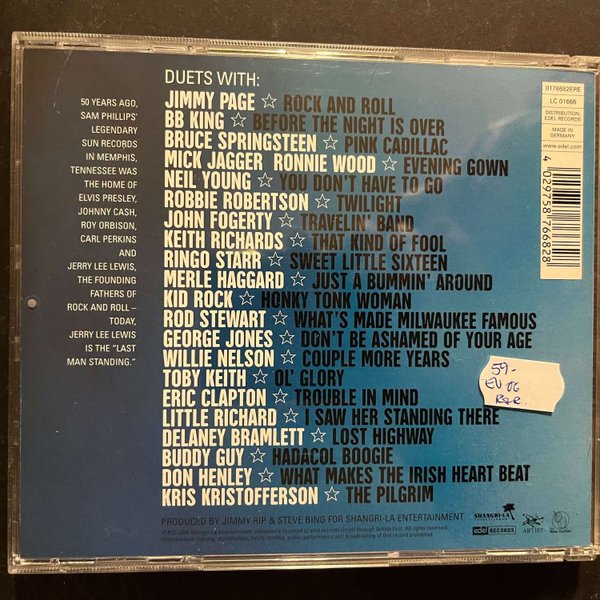 DUETS WITH:
JIMMY PAGE ☆ ROCK AND ROLL
BB KING ☆ BEFORE THE NIGHT IS OVER
BRUCE SPRINGSTEEN ☆ PINK CADILLAC
MICK JAGGER RONNIE WOOD ☆ EVENING GOWN
NEIL YOUNG ☆ YOU DON'T HAVE TO GO
ROBBIE ROBERTSON ☆ TWILIGHT
JOHN FOGERTY ☆ TRAVELIN' BAND
KEITH RICHARDS ☆ THAT KIND OF FOOL
RINGO STARR ☆ SWEET LITTLE SIXTEEN
MERLE HAGGARD ☆ JUST A BUMMIN' AROUND
KID ROCK ☆ HONKY TONK WOMAN
ROD STEWART ☆ WHAT'S MADE MILWAUKEE FAMOUS
GEORGE JONES ☆ DON'T BE ASHAMED OF YOUR AGE
WILLIE NELSON ☆ COUPLE MORE YEARS
TOBY KEITH ☆ OL' GLORY
ERIC CLAPTON ☆ TROUBLE IN MIND
LITTLE RICHARD ☆ I SAW HER STANDING THERE
DELANEY BRAMLETT ☆ LOST HIGHWAY
BUDDY GUY ☆ HADACOL BOOGIE
DON HENLEY ☆ WHAT MAKES THE IRISH HEART BEAT
KRIS KRISTOFFERSON ☆ THE PILGRIM
50 YEARS AGO,
SAM PHILLIPS'
LEGENDARY
SUN RECORDS
IN MEMPHIS,
TENNESSEE WAS
THE HOME OF
ELVIS PRESLEY,
JOHNNY CASH,
ROY ORBISON,
CARL PERKINS
AND
JERRY LEE LEWIS,
THE FOUNDING
FATHERS OF
ROCK AND ROLL –
TODAY,
JERRY LEE LEWIS
IS THE "LAST
MAN STANDING."
0176682ERE
LC 01666
DISTRIBUTION:
EDEL RECORDS
MADE IN
GERMANY
www.edel.com
4 029758 766828
59-
PRODUCED BY JIMMY RIP & STEVE BING FOR SHANGRI-LA ENTERTAINMENT
SHANGRI-LA
edel RECORDS
ARTIST